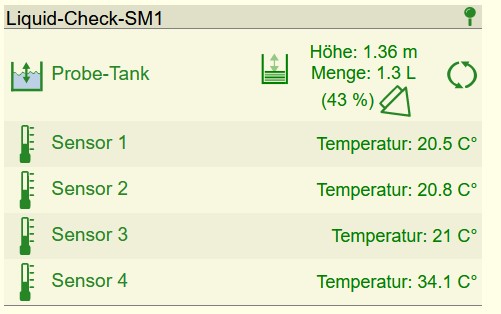 Liquid-Check-SM1
Probe-Tank
Höhe: 1.36 m
Menge: 1.3 L
(43 %)
Sensor 1 Temperatur: 20.5 C°
Sensor 2 Temperatur: 20.8 C°
Sensor 3 Temperatur: 21 C°
Sensor 4 Temperatur: 34.1 C°